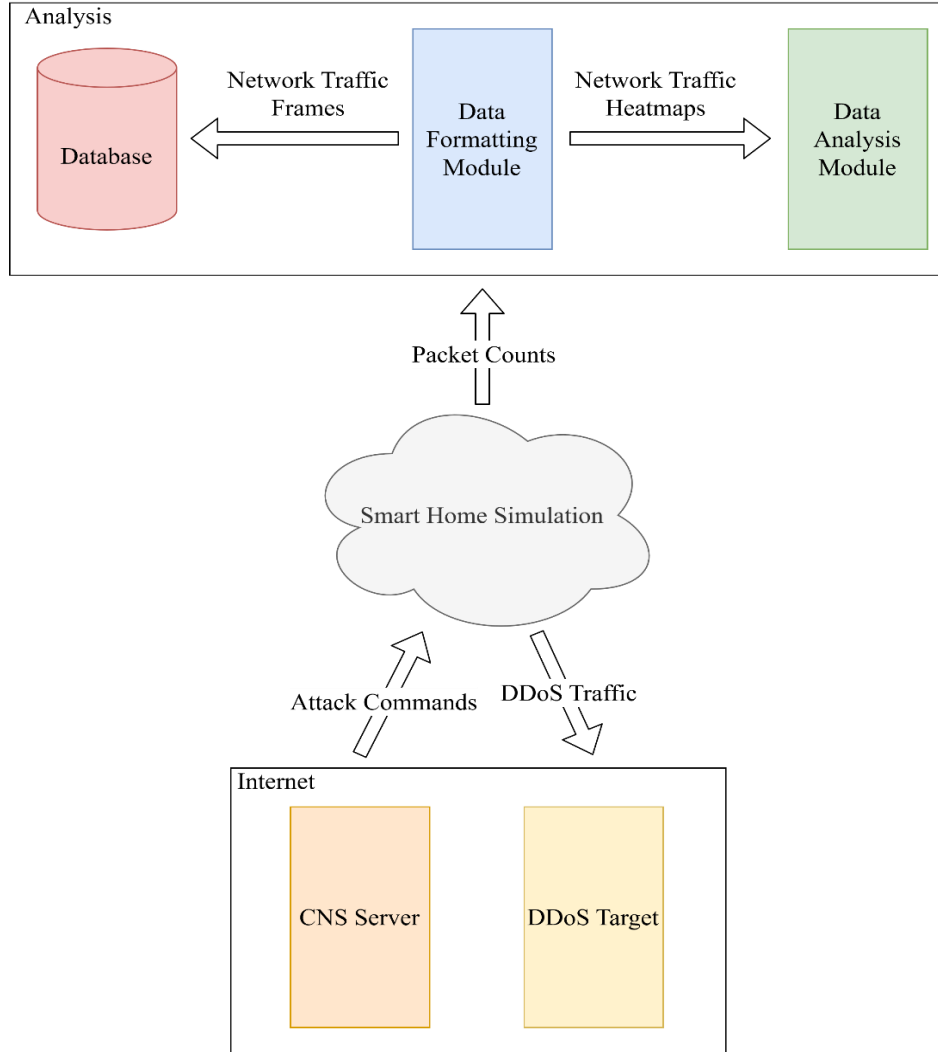 Analysis
Database
Network Traffic
Frames
Data
Formatting
Module
Network Traffic
Heatmaps
Data
Analysis
Module
Packet Counts
Smart Home Simulation
Attack Commands
DDoS Traffic
Internet
CNS Server
DDoS Target